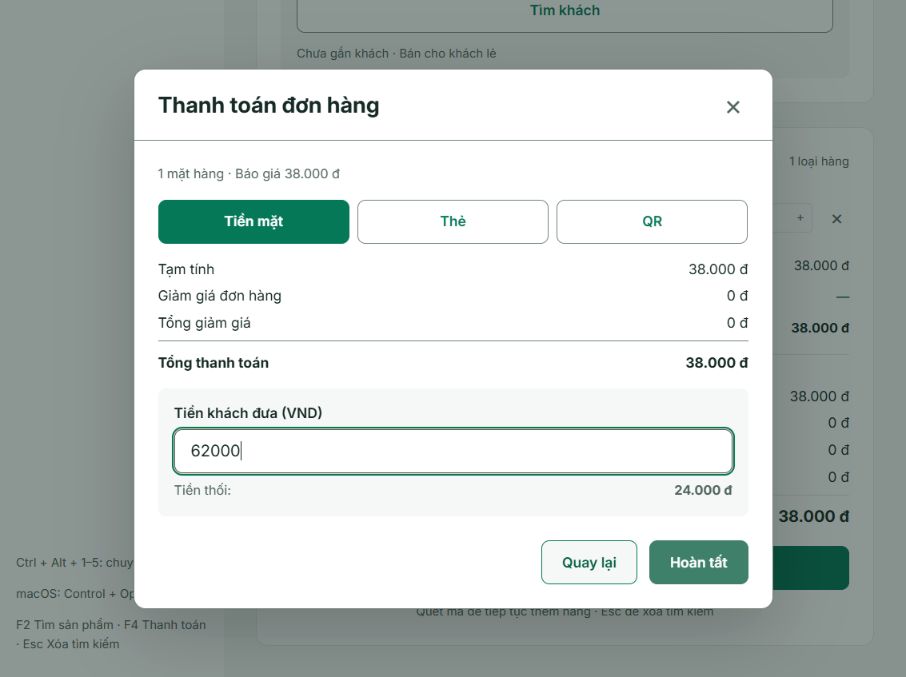 Tìm khách
Chưa gắn khách · Bán cho khách lẻ
Thanh toán đơn hàng
1 loại hàng
1 mặt hàng · Báo giá 38.000 đ
Tiền mặt
Thẻ
QR
+
Tạm tính
38.000 đ
38.000 đ
Giảm giá đơn hàng
0 đ
—
Tổng giảm giá
0 đ
38.000 đ
Tổng thanh toán
38.000 đ
38.000 đ
Tiền khách đưa (VND)
0 đ
62000
0 đ
0 đ
Tiền thối:
24.000 đ
38.000 đ
Quay lại
Hoàn tất
Ctrl + Alt + 1–5: chuy
macOS: Control + Op
Quét mã để tiếp tục thêm hàng · Esc để xóa tìm kiếm
F2 Tìm sản phẩm · F4 Thanh toán
· Esc Xóa tìm kiếm